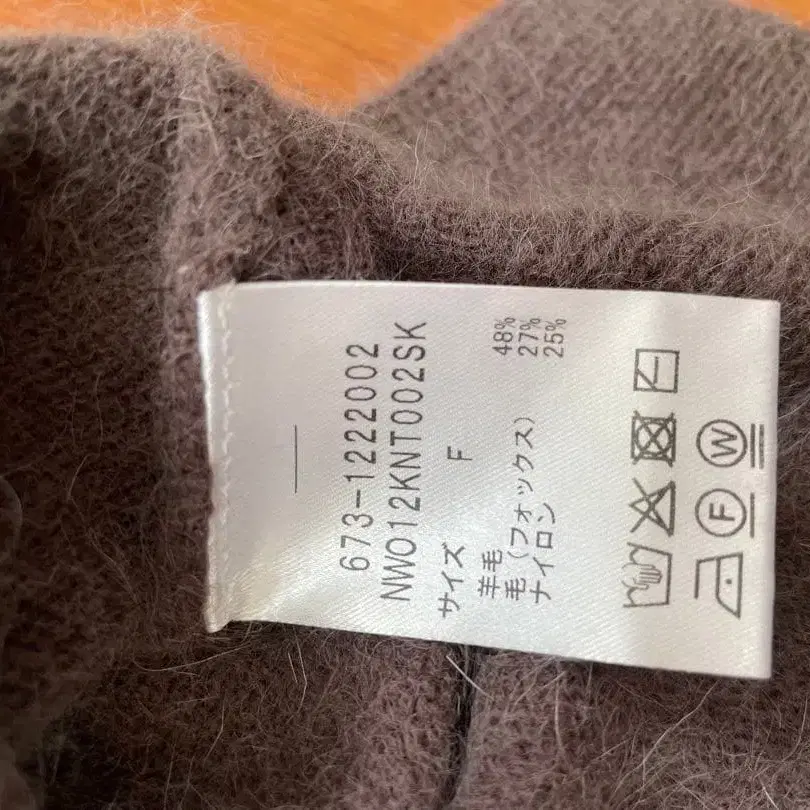 673-1222002
NWO12KNT002SK
サイズ F
羊毛 48%
毛(フォックス) 27%
ナイロン 25%
W
F